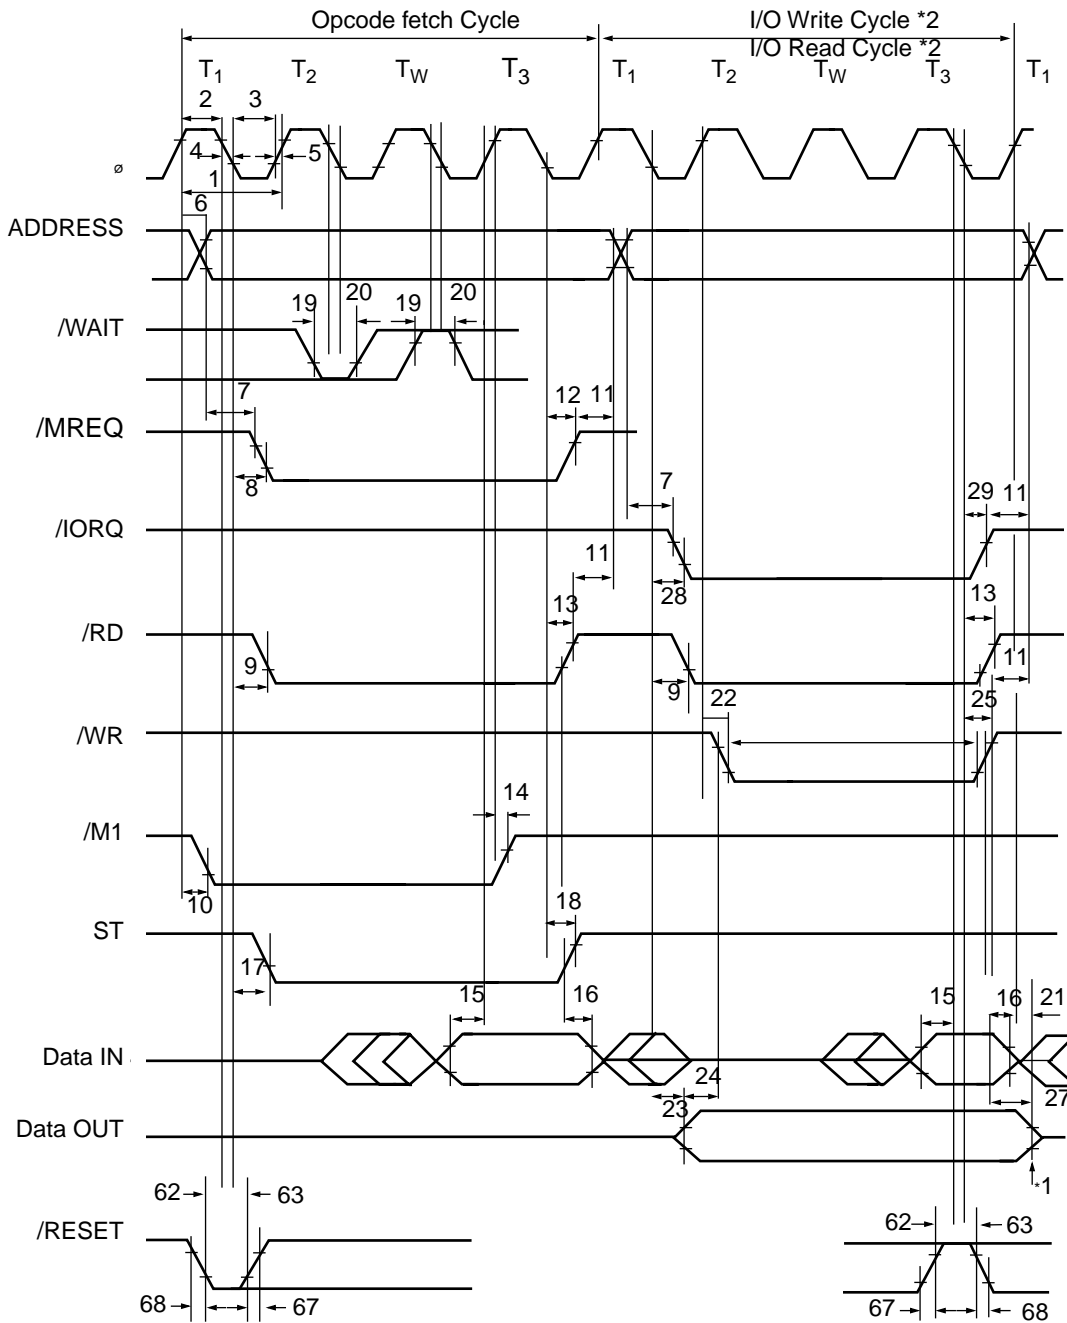 Opcode fetch Cycle I/O Write Cycle *2
I/O Read Cycle *2
T1 T2 TW T3 T1 T2 TW T3 T1
2 3
4 5
ø
1
6
ADDRESS
19 20 19 20
/WAIT
7 12 11
/MREQ
8 7 29 11
/IORQ
11
28
13 13
/RD
9 9 11
22 25
/WR
14
/M1
10
18
ST
17
15 16 15 16 21
Data IN
24
23 27
Data OUT
*1
62 63 62 63
/RESET
68 67 67 68